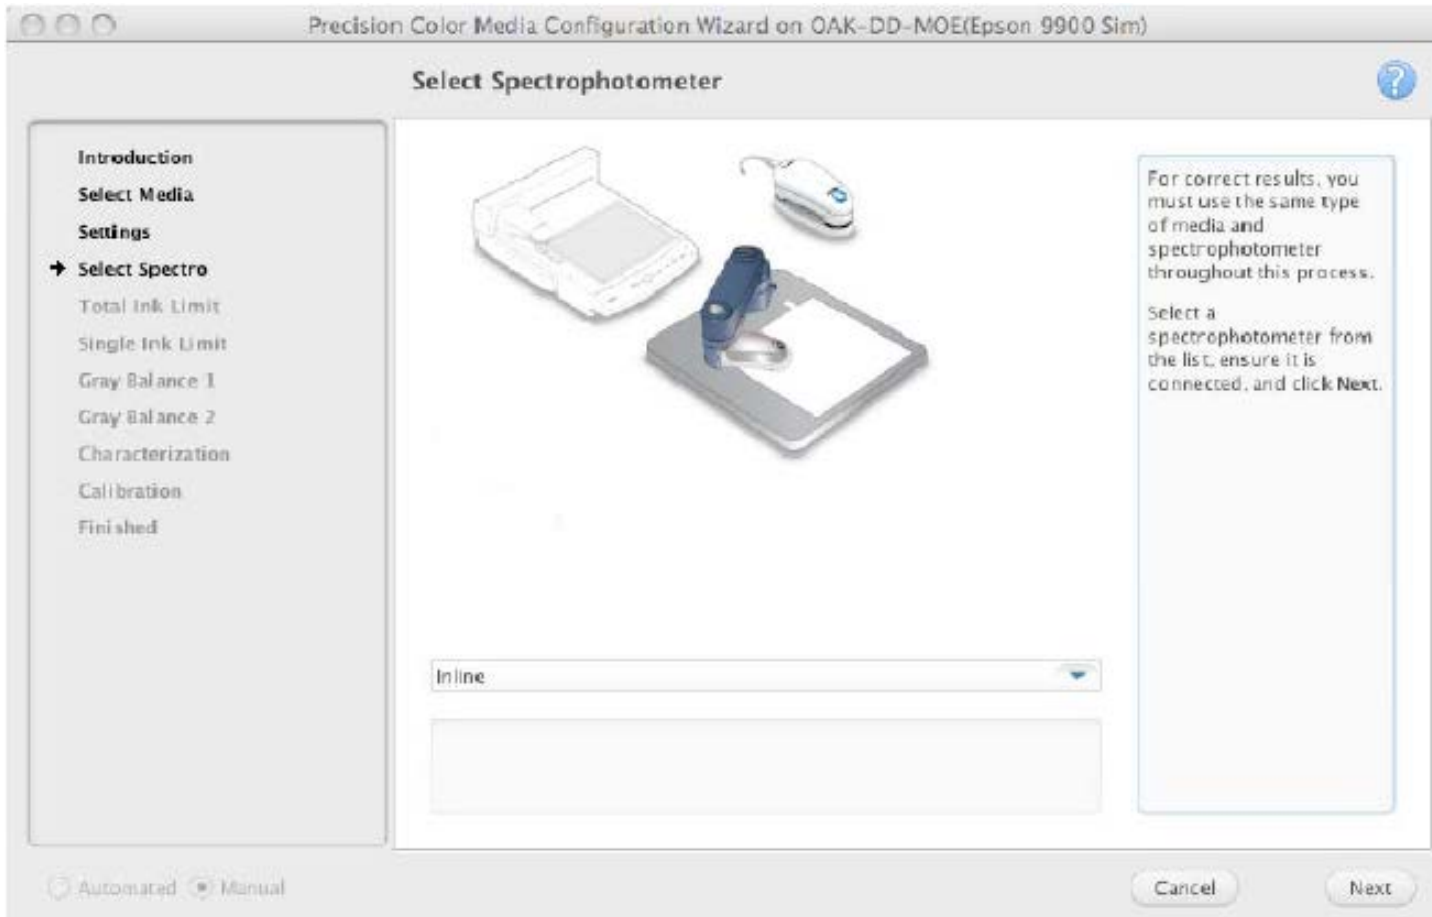 Precision Color Media Configuration Wizard on OAK-DD-MOE(Epson 9900 Sim)
Select Spectrophotometer
?
Introduction
Select Media
Settings
Select Spectro
Total Ink Limit
Single Ink Limit
Gray Balance 1
Gray Balance 2
Characterization
Calibration
Finished
For correct results, you
must use the same type
of media and
spectrophotometer
throughout this process.
Select a
spectrophotometer from
the list, ensure it is
connected, and click Next.
Inline
Automated Manual
Cancel
Next